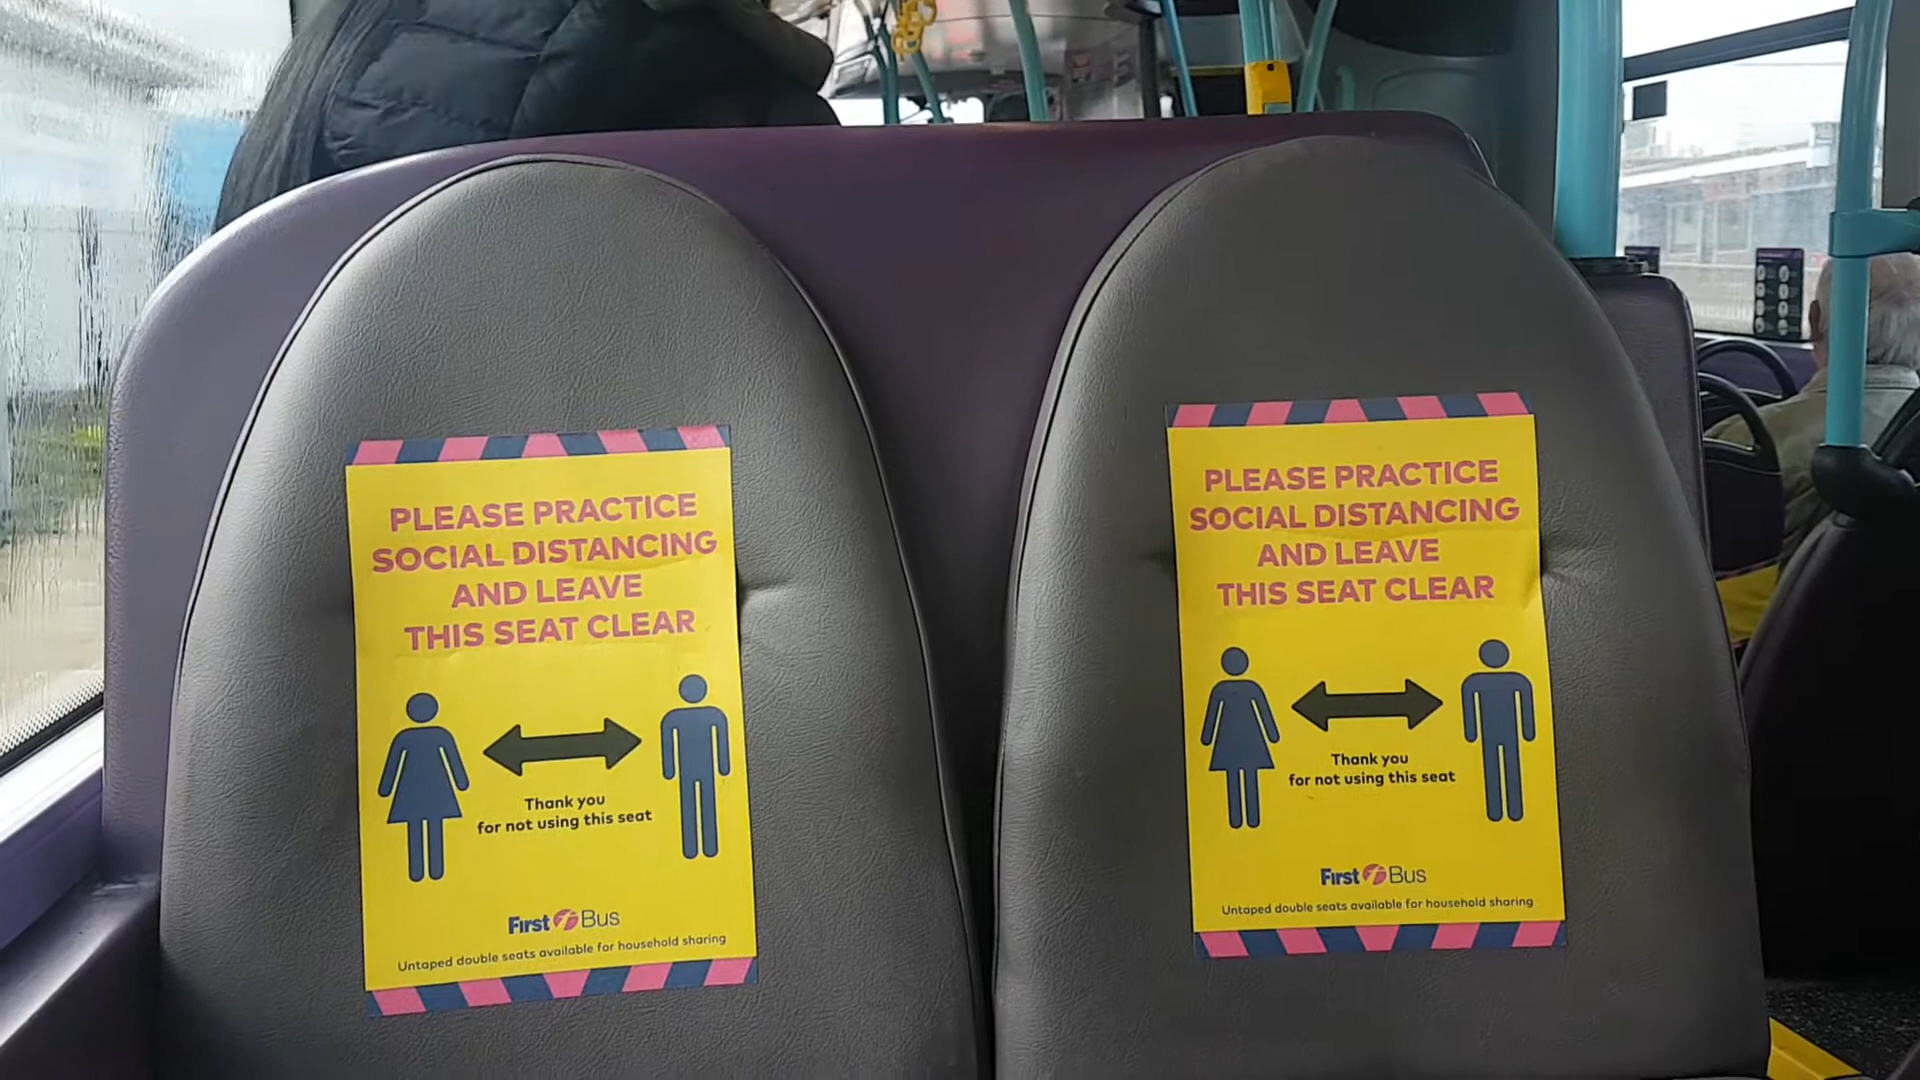 PLEASE PRACTICE
SOCIAL DISTANCING
AND LEAVE
THIS SEAT CLEAR
Thank you
for not using this seat
First Bus
Untaped double seats available for household sharing
PLEASE PRACTICE
SOCIAL DISTANCING
AND LEAVE
THIS SEAT CLEAR
Thank you
for not using this seat
First Bus
Untaped double seats available for household sharing